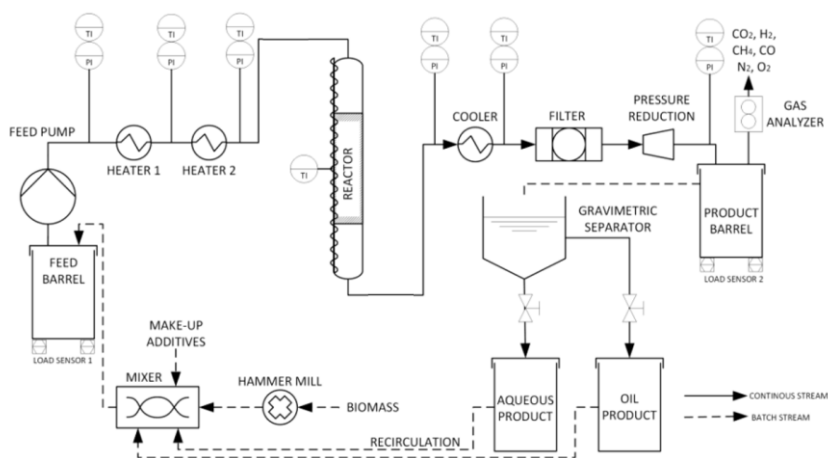 TI
PI
TI
PI
TI
PI
TI
PI
TI
PI
TI
PI
CO₂, H₂,
CH₄, CO
N₂, O₂
GAS
ANALYZER
FEED PUMP
HEATER 1
HEATER 2
TI
REACTOR
COOLER
FILTER
PRESSURE
REDUCTION
FEED
BARREL
LOAD SENSOR 1
GRAVIMETRIC
SEPARATOR
PRODUCT
BARREL
LOAD SENSOR 2
MAKE-UP
ADDITIVES
MIXER
HAMMER MILL
BIOMASS
RECIRCULATION
AQUEOUS
PRODUCT
OIL
PRODUCT
CONTINOUS STREAM
BATCH STREAM